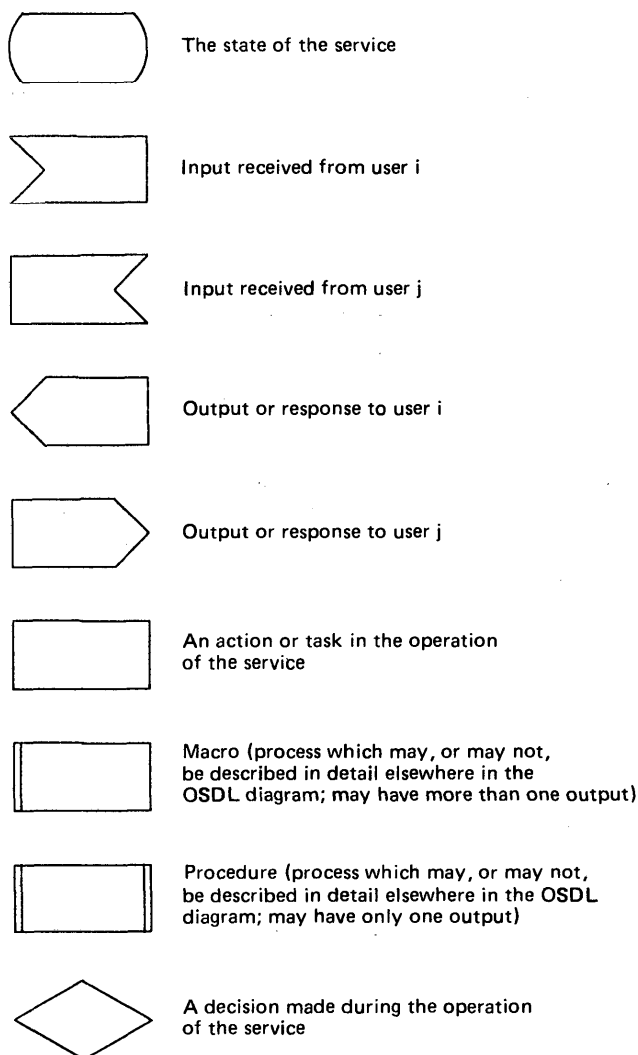 The state of the service
Input received from user i
Input received from user j
Output or response to user i
Output or response to user j
An action or task in the operation
of the service
Macro (process which may, or may not,
be described in detail elsewhere in the
OSDL diagram; may have more than one output)
Procedure (process which may, or may not,
be described in detail elsewhere in the OSDL
diagram; may have only one output)
A decision made during the operation
of the service